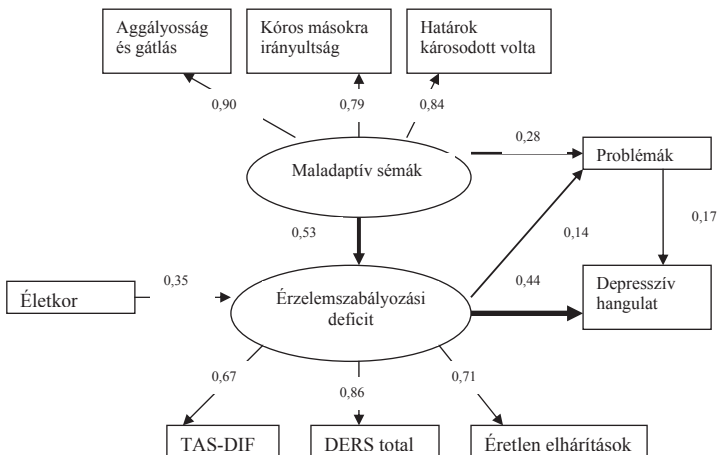 Aggályosság
és gátlás
Kóros másokra
irányultság
Határok
károsodott volta
0,90
0,79
0,84
0,28
Maladaptív sémák
Problémák
0,53
0,14
0,17
0,35
0,44
Életkor
Érzelemszabályozási
deficit
Depresszív
hangulat
0,67
0,86
0,71
TAS-DIF
DERS total
Éretlen elhárítások